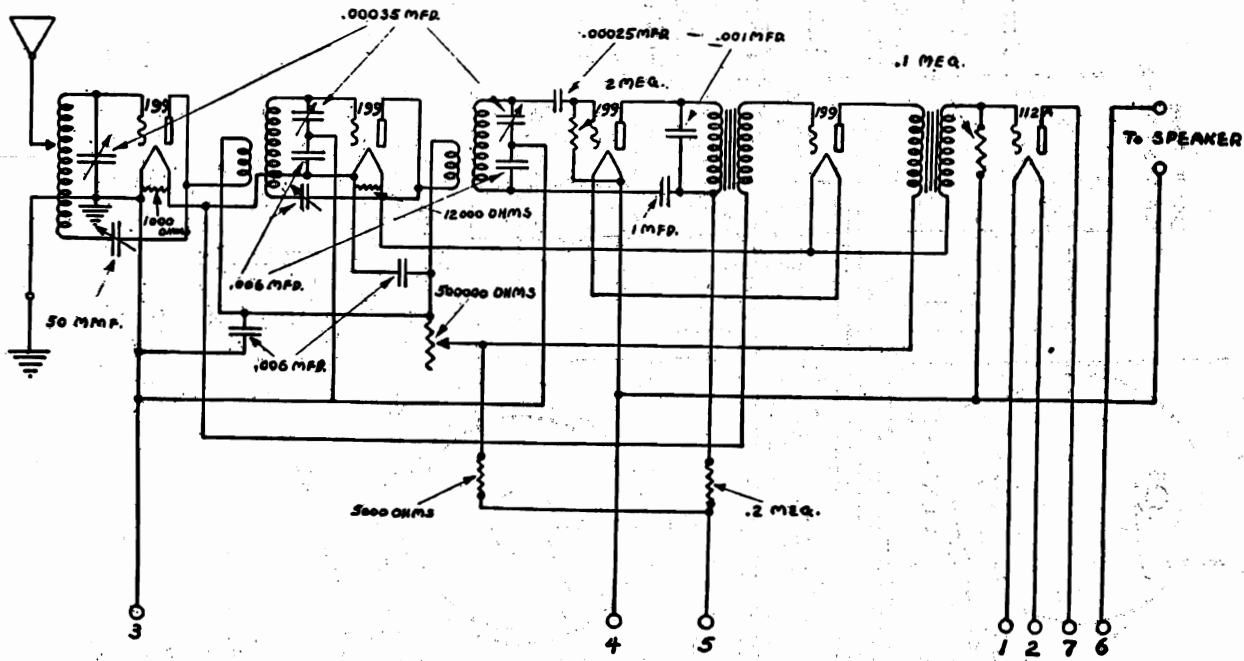 .00035 MFD.
.00025 MFD
.001 MFD
.1 MEG.
2 MEG.
199
199
199
199
112A
To SPEAKER
1000
OHMS
12000 OHMS
1 MFD.
.006 MFD.
50 MMF.
500000 OHMS
.006 MFD.
5000 OHMS
.2 MEG.
3
4
5
1
2
7
6